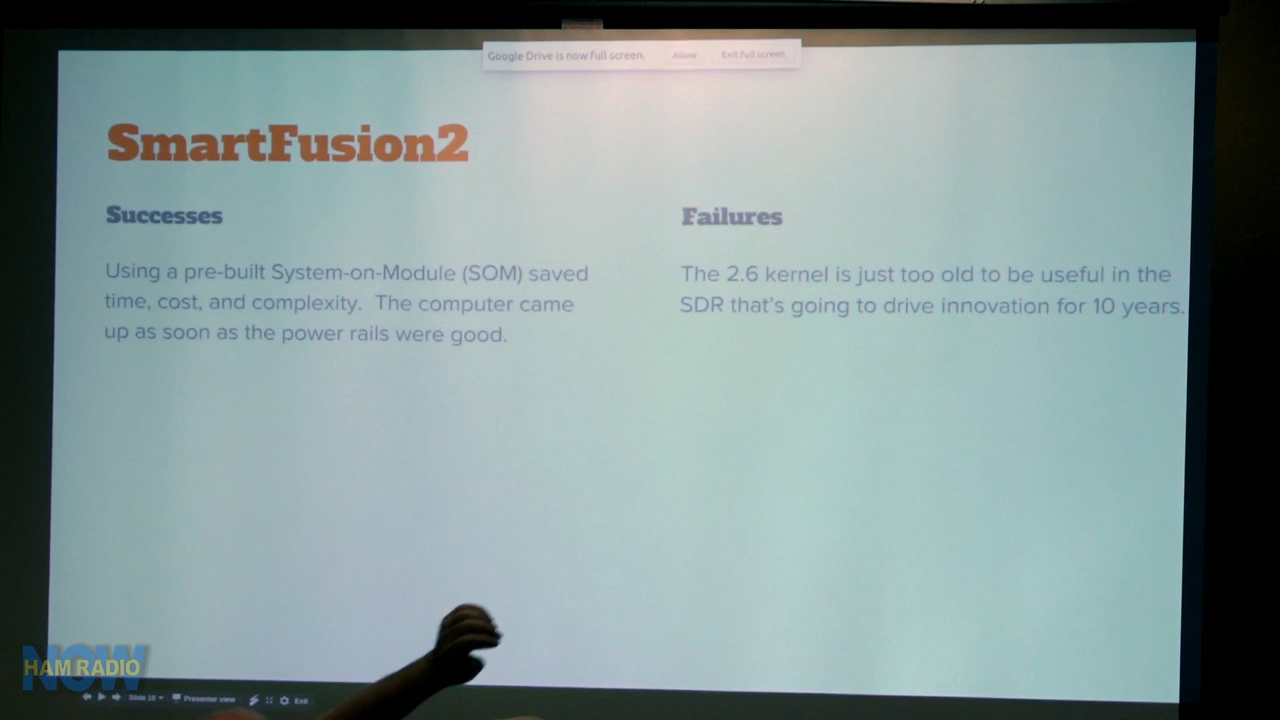 Google Drive is now full screen. Allow Exit full screen
SmartFusion2
Successes
Using a pre-built System-on-Module (SOM) saved
time, cost, and complexity. The computer came
up as soon as the power rails were good.
Failures
The 2.6 kernel is just too old to be useful in the
SDR that's going to drive innovation for 10 years.
NOW
HAM RADIO
Slide 10 Presenter view Exit